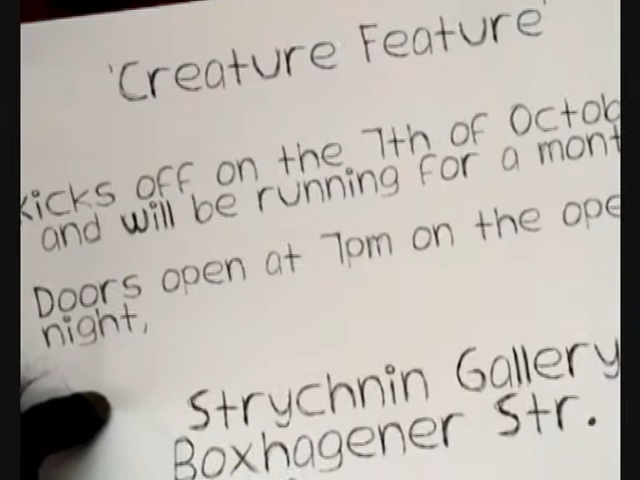 'Creature Feature'
Kicks off on the 7th of Octob
and will be running for a mont
Doors open at 7pm on the ope
night,
Strychnin Gallery
Boxhagener Str.